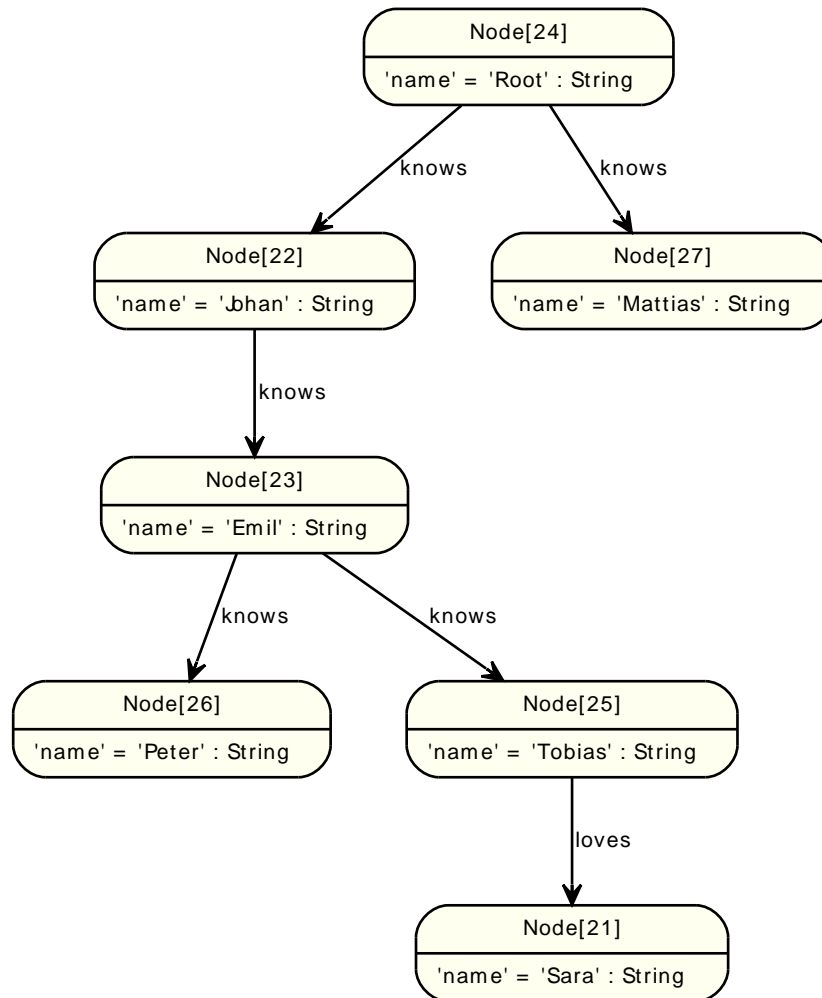 Node[24]
'name' = 'Root' : String
knows
knows
Node[22]
'name' = 'Johan' : String
Node[27]
'name' = 'Mattias' : String
knows
Node[23]
'name' = 'Emil' : String
knows
knows
Node[26]
'name' = 'Peter' : String
Node[25]
'name' = 'Tobias' : String
loves
Node[21]
'name' = 'Sara' : String